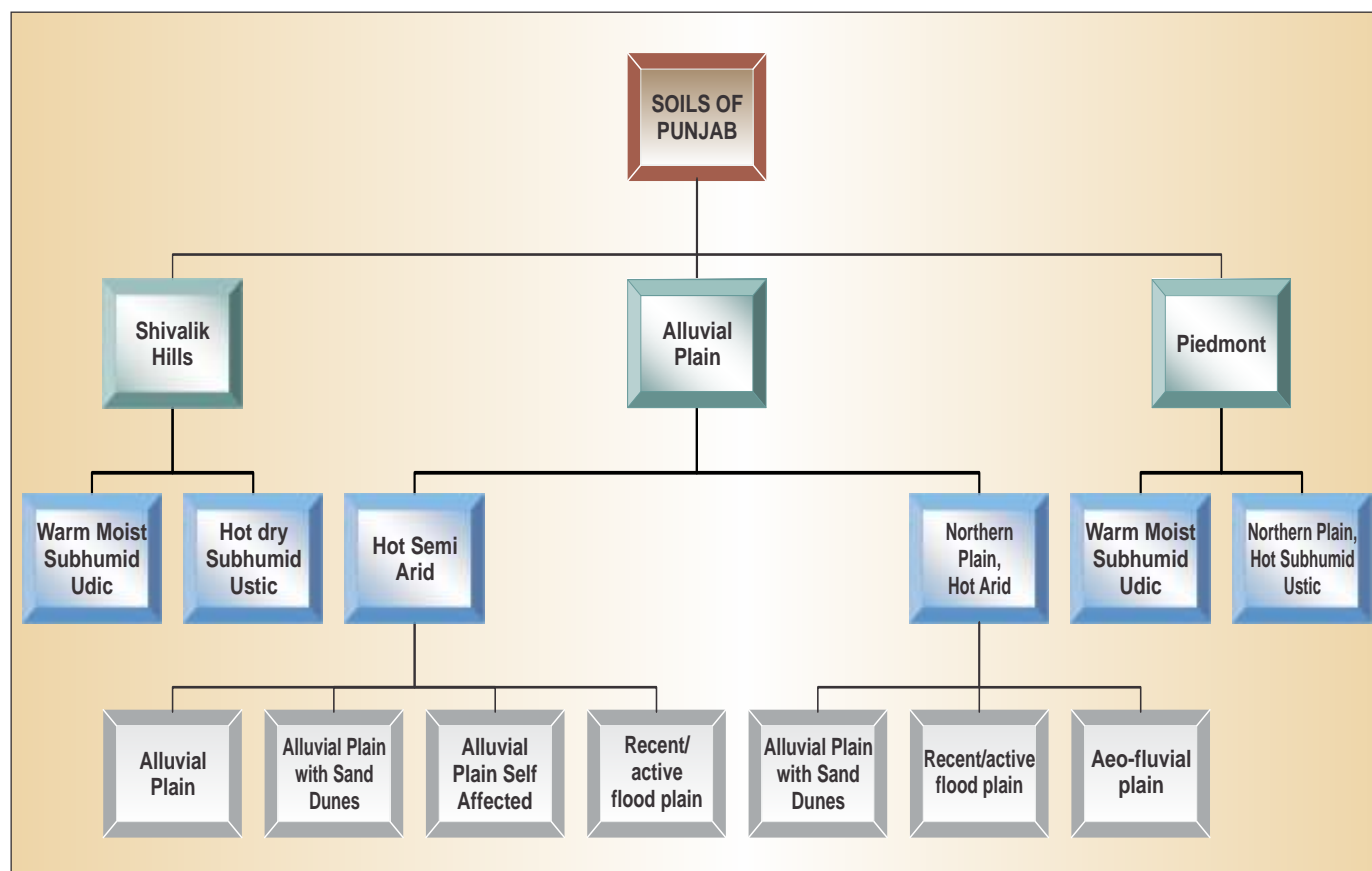 SOILS OF
PUNJAB
Shivalik
Hills
Alluvial
Plain
Piedmont
Warm Moist
Subhumid
Udic
Hot dry
Subhumid
Ustic
Hot Semi
Arid
Northern
Plain,
Hot Arid
Warm Moist
Subhumid
Udic
Northern Plain,
Hot Subhumid
Ustic
Alluvial
Plain
Alluvial Plain
with Sand
Dunes
Alluvial
Plain Self
Affected
Recent/
active
flood plain
Alluvial Plain
with Sand
Dunes
Recent/active
flood plain
Aeo-fluvial
plain